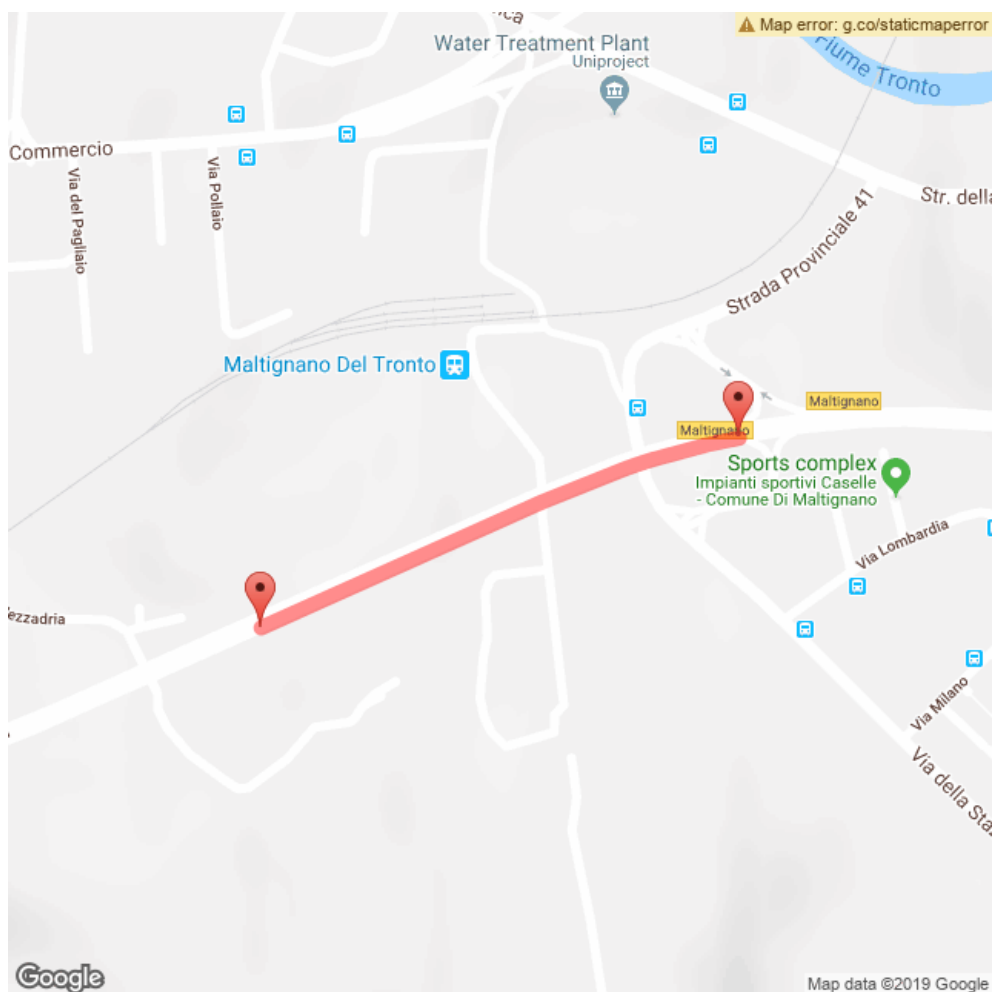 Map error: g.co/staticmaperror
Water Treatment Plant
Uniproject
Fiume Tronto
Commercio
Via del Pagliaio
Via Pollaio
Str. della
Strada Provinciale 41
Maltignano Del Tronto
Maltignano
Maltignano
Sports complex
Impianti sportivi Caselle
- Comune Di Maltignano
Via Lombardia
ezzadria
Via Milano
Via della Staz
Google
Map data ©2019 Google